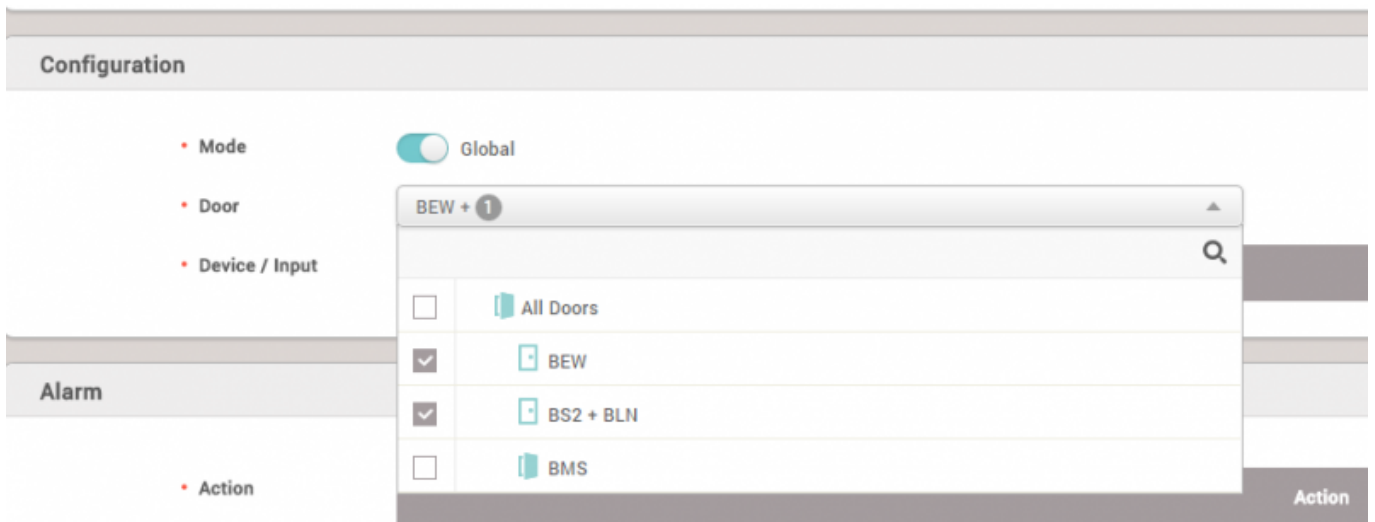 Configuration
• Mode Global
• Door BEW + 1
• Device / Input
All Doors
BEW
BS2 + BLN
BMS
Alarm
• Action Action